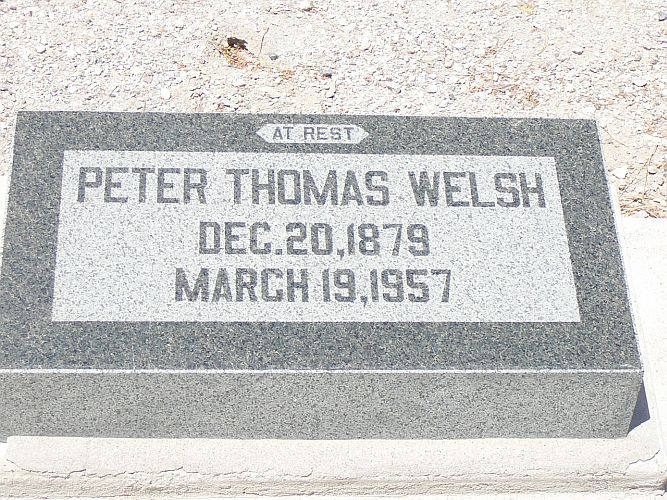 AT REST
PETER THOMAS WELSH
DEC. 20, 1879
MARCH 19, 1957